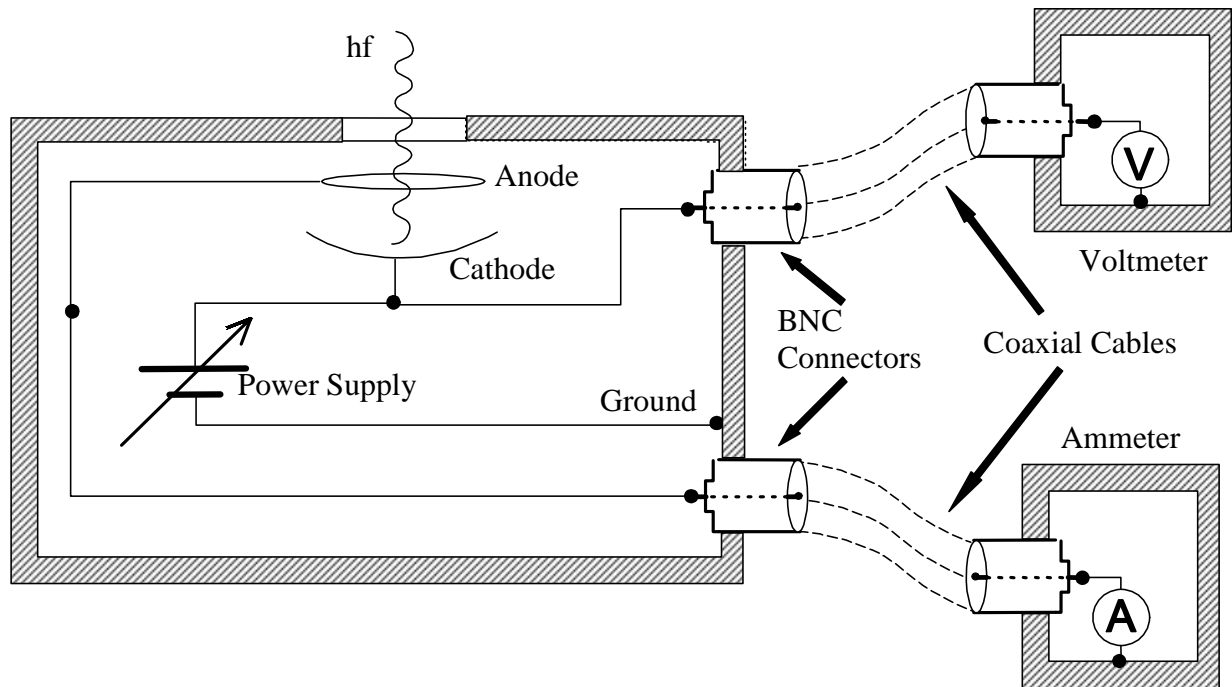 hf
Anode
Cathode
Power Supply
Ground
BNC
Connectors
Coaxial Cables
V
Voltmeter
Ammeter
A